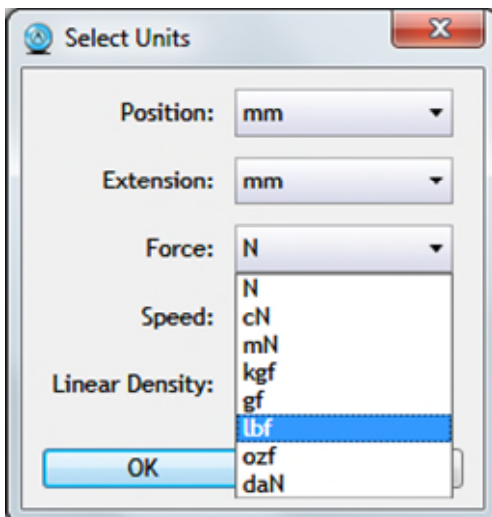 Select Units
Position: mm
Extension: mm
Force: N
N
Speed: cN
mN
kgf
Linear Density: gf
lbf
OK ozf
daN